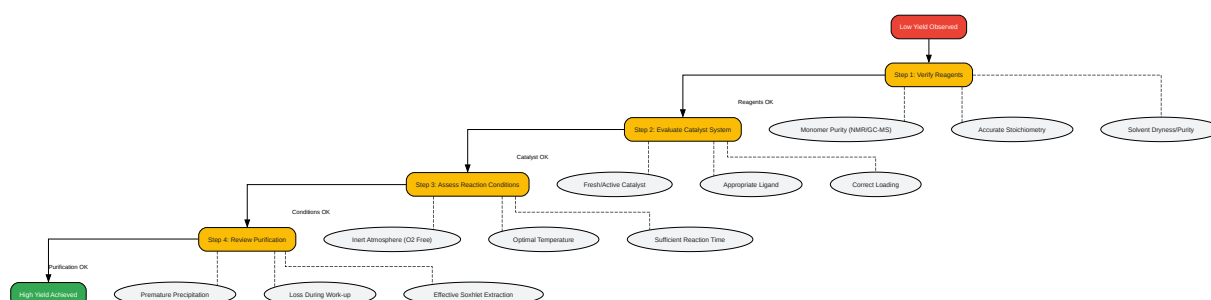 Low Yield Observed
Step 1: Verify Reagents
Reagents OK
Step 2: Evaluate Catalyst System
Monomer Purity (NMR/GC-MS)
Accurate Stoichiometry
Solvent Dryness/Purity
Catalyst OK
Step 3: Assess Reaction Conditions
Fresh/Active Catalyst
Appropriate Ligand
Correct Loading
Conditions OK
Step 4: Review Purification
Inert Atmosphere (O2 Free)
Optimal Temperature
Sufficient Reaction Time
Purification OK
High Yield Achieved
Premature Precipitation
Loss During Work-up
Effective Soxhlet Extraction